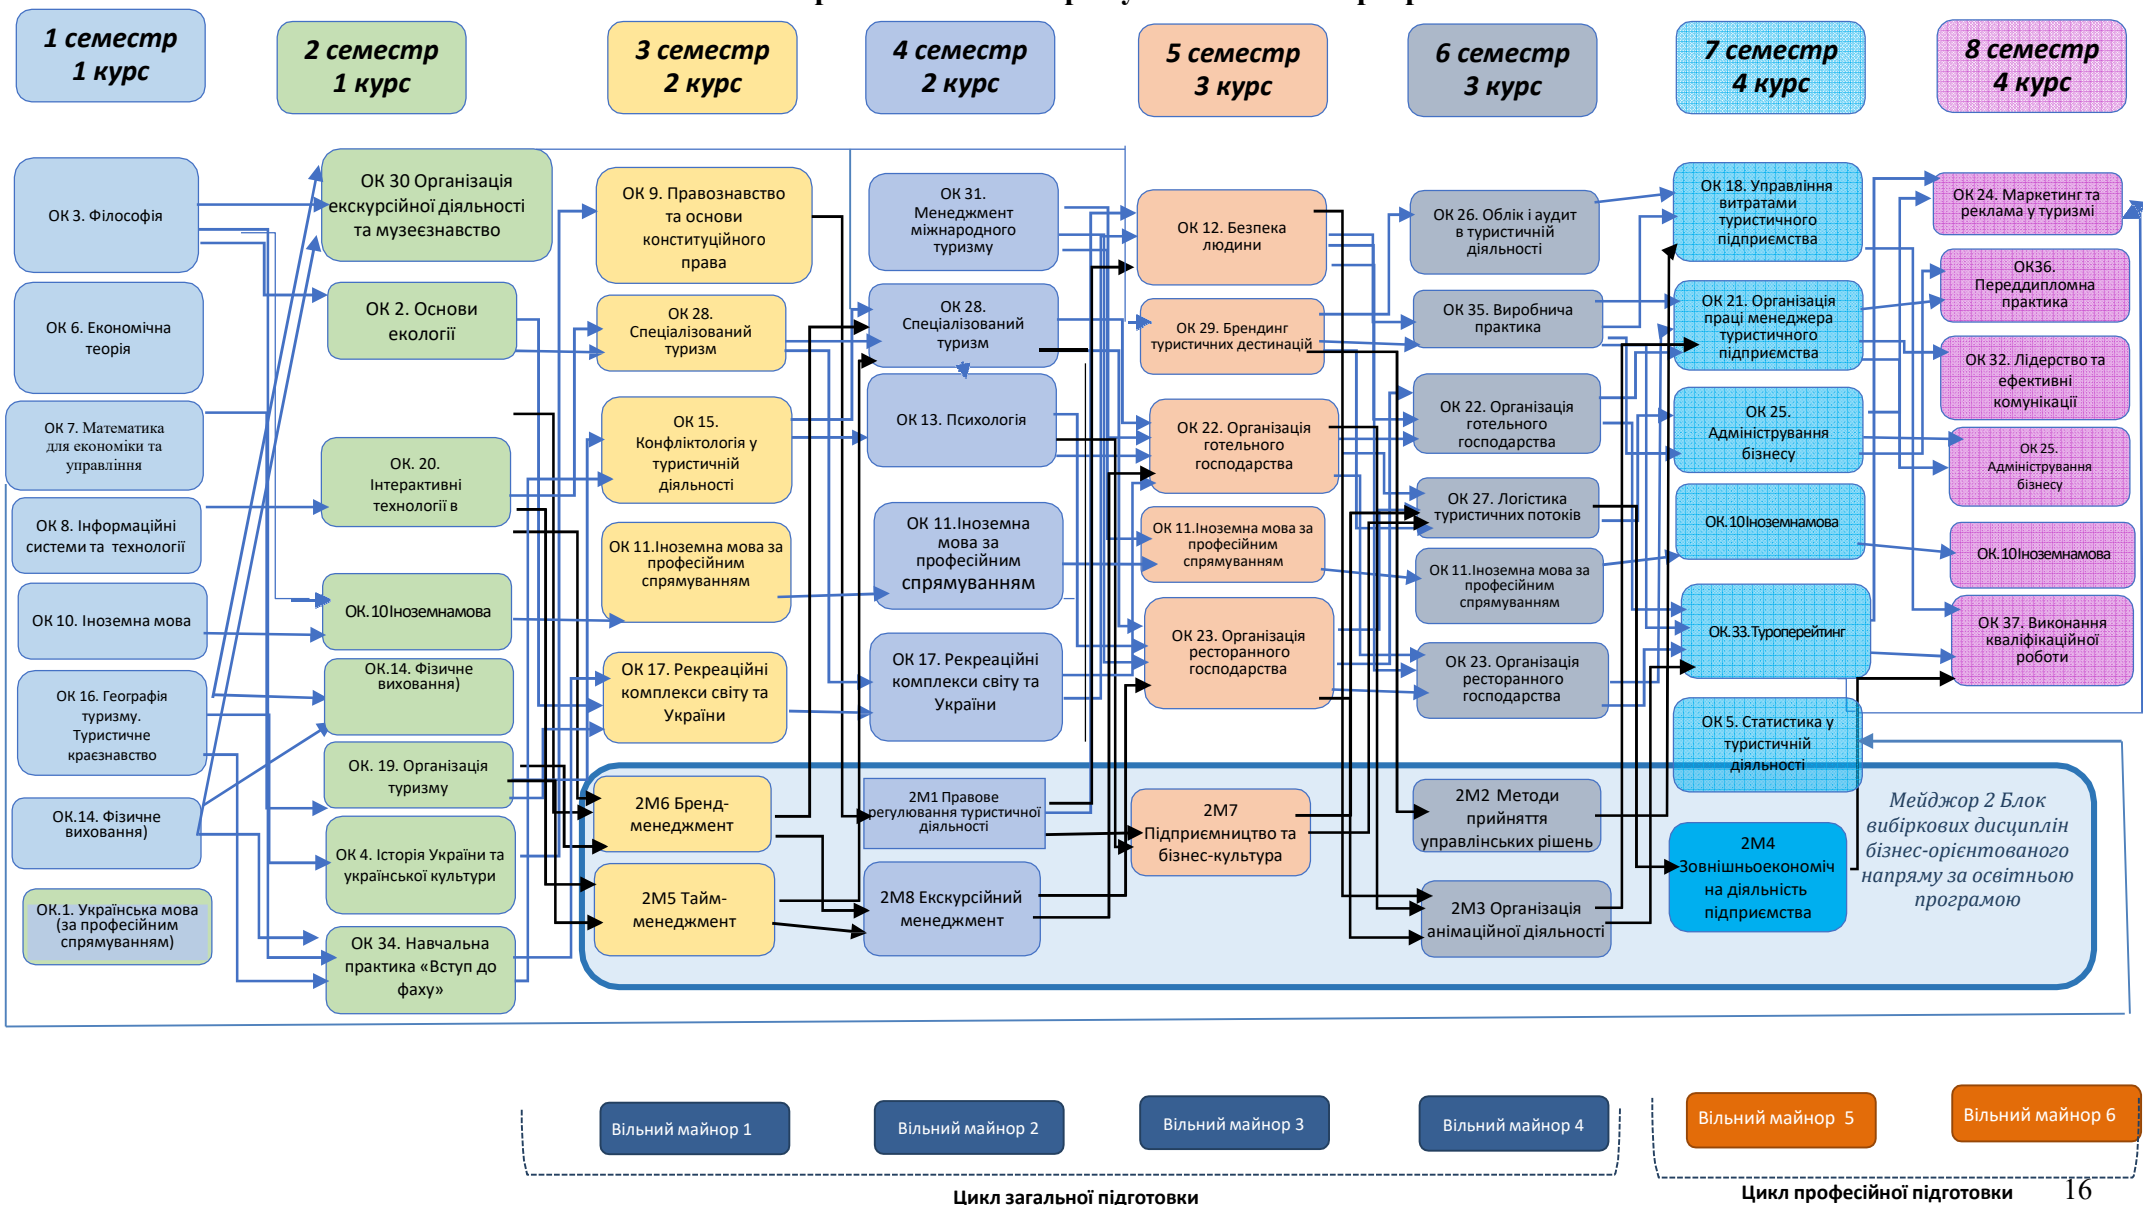 1 семестр
1 курс
2 семестр
1 курс
3 семестр
2 курс
4 семестр
2 курс
5 семестр
3 курс
6 семестр
3 курс
7 семестр
4 курс
8 семестр
4 курс
ОК 3. Філософія
ОК 6. Економічна
теорія
ОК 7. Математика
для економіки та
управління
ОК 8. Інформаційні
системи та технології
ОК 10. Іноземна мова
ОК 16. Географія
туризму.
Туристичне
краєзнавство
ОК.14. Фізичне
виховання)
ОК.1. Українська мова
(за професійним
спрямуванням)
ОК 30 Організація
екскурсійної діяльності
та музеєзнавство
ОК 2. Основи
екології
ОК. 20.
Інтерактивні
технології в
ОК.10Іноземнамова
ОК.14. Фізичне
виховання)
ОК. 19. Організація
туризму
ОК 4. Історія України та
української культури
ОК 34. Навчальна
практика «Вступ до
фаху»
ОК 9. Правознавство
та основи
конституційного
права
ОК 28.
Спеціалізований
туризм
ОК 15.
Конфліктологія у
туристичній
діяльності
ОК 11.Іноземна мова за
професійним
спрямуванням
ОК 17. Рекреаційні
комплекси світу та
України
2М6 Бренд-
менеджмент
2М5 Тайм-
менеджмент
ОК 31.
Менеджмент
міжнародного
туризму
ОК 28.
Спеціалізований
туризм
ОК 13. Психологія
ОК 11.Іноземна
мова за
професійним
спрямуванням
ОК 17. Рекреаційні
комплекси світу та
України
2М1 Правове
регулювання туристичної
діяльності
2М8 Екскурсійний
менеджмент
ОК 12. Безпека
людини
ОК 29. Брендинг
туристичних дестинацій
ОК 22. Організація
готельного
господарства
ОК 11.Іноземна мова за
професійним
спрямуванням
ОК 23. Організація
ресторанного
господарства
2М7
Підприємництво та
бізнес-культура
ОК 26. Облік і аудит
в туристичній
діяльності
ОК 35. Виробнича
практика
ОК 22. Організація
готельного
господарства
ОК 27. Логістика
туристичних потоків
ОК 11.Іноземна мова за
професійним
спрямуванням
ОК 23. Організація
ресторанного
господарства
2М2 Методи
прийняття
управлінських рішень
2М3 Організація
анімаційної діяльності
ОК 18. Управління
витратами
туристичного
підприємства
ОК 21. Організація
праці менеджера
туристичного
підприємства
ОК 25.
Адміністрування
бізнесу
ОК.10Іноземнамова
ОК.33.Туроперейтинг
ОК 5. Статистика у
туристичній
діяльності
2М4
Зовнішньоекономіч
на діяльність
підприємства
ОК 24. Маркетинг та
реклама у туризмі
ОК36.
Переддипломна
практика
ОК 32. Лідерство та
ефективні
комунікації
ОК 25.
Адміністрування
бізнесу
ОК.10Іноземнамова
ОК 37. Виконання
кваліфікаційної
роботи
Мейджор 2 Блок
вибіркових дисциплін
бізнес-орієнтованого
напряму за освітньою
програмою
Вільний майнор 1
Вільний майнор 2
Вільний майнор 3
Вільний майнор 4
Вільний майнор 5
Вільний майнор 6
Цикл загальної підготовки
Цикл професійної підготовки
16